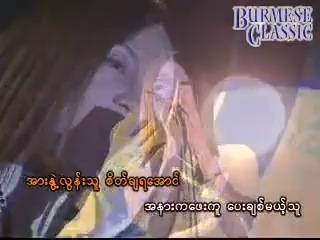 BURMESE
CLASSIC
အားနွဲ့လွန်းသူ စိတ်ချရအောင်
အနားကဖေးကူ ပေးချစ်မယ့်သူ